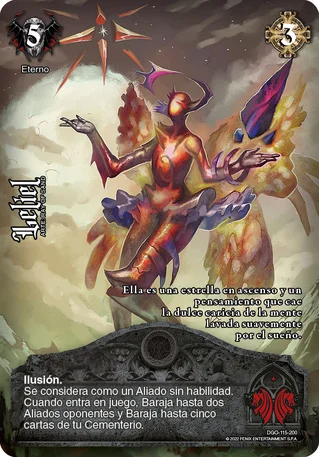 5
3
Eterno
Lehel
Ella es una estrella en ascenso y un
pensamiento que cae
la dulce caricia de la mente
lavada suavemente
por el sueño.
Ilusión.
Se considera como un Aliado sin habilidad.
Cuando entra en juego, Baraja hasta dos
Aliados oponentes y Baraja hasta cinco
cartas de tu Cementerio.
DGO-115-200
© 2022 FENIX ENTERTAINMENT S.P.A.